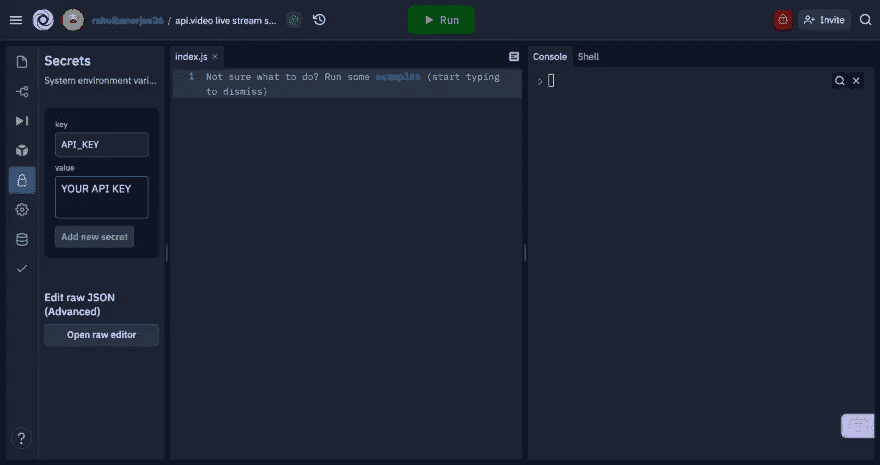 / api.video live stream s...
Run
Invite
Secrets
System environment vari...
key
API_KEY
value
YOUR API KEY
Add new secret
Edit raw JSON
(Advanced)
Open raw editor
index.js ×
1 Not sure what to do? Run some examples (start typing
to dismiss)
Console Shell
>
?